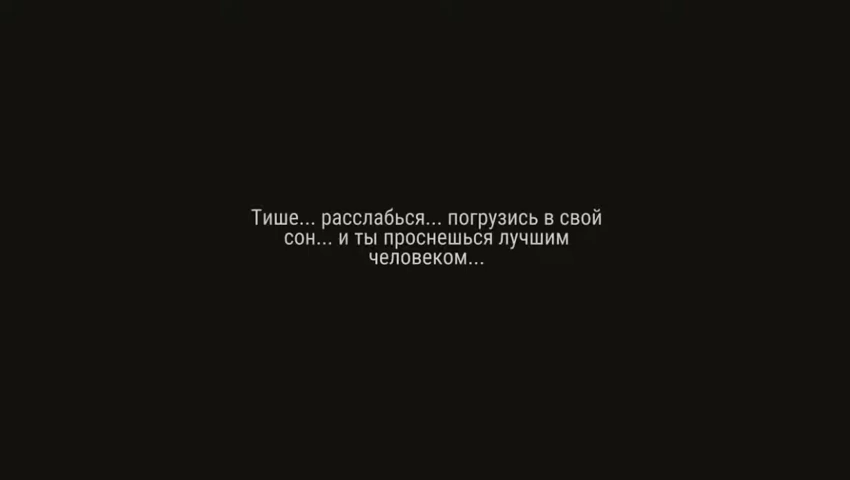 Тише... расслабься... погрузись в свой
сон... и ты проснешься лучшим
человеком...